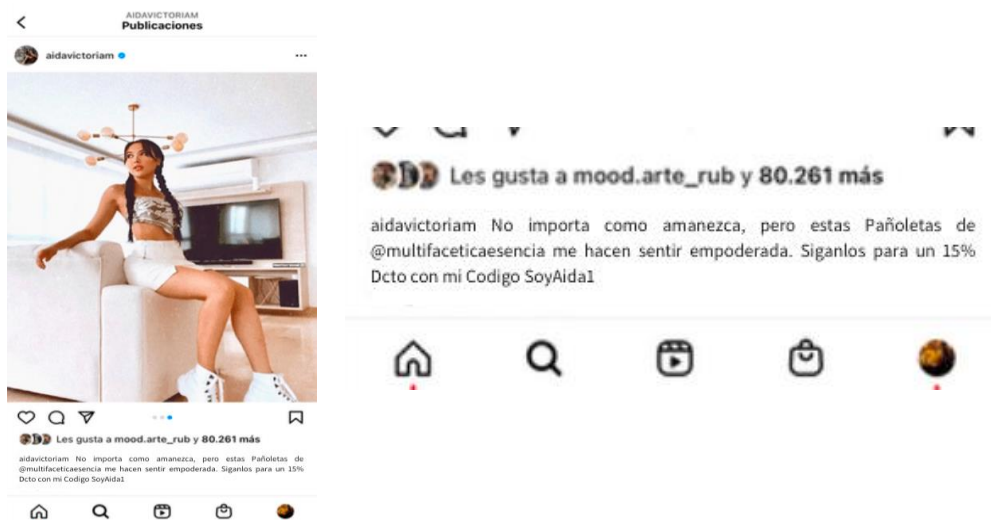 AIDAVICTORIAM
Publicaciones
aidavictoriam
Les gusta a mood.arte_rub y 80.261 más
aidavictoriam No importa como amanezca, pero estas Pañoletas de
@multifaceticaesencia me hacen sentir empoderada. Siganlos para un 15%
Dcto con mi Codigo SoyAida1
Les gusta a mood.arte_rub y 80.261 más
aidavictoriam No importa como amanezca, pero estas Pañoletas de
@multifaceticaesencia me hacen sentir empoderada. Siganlos para un 15%
Dcto con mi Codigo SoyAida1